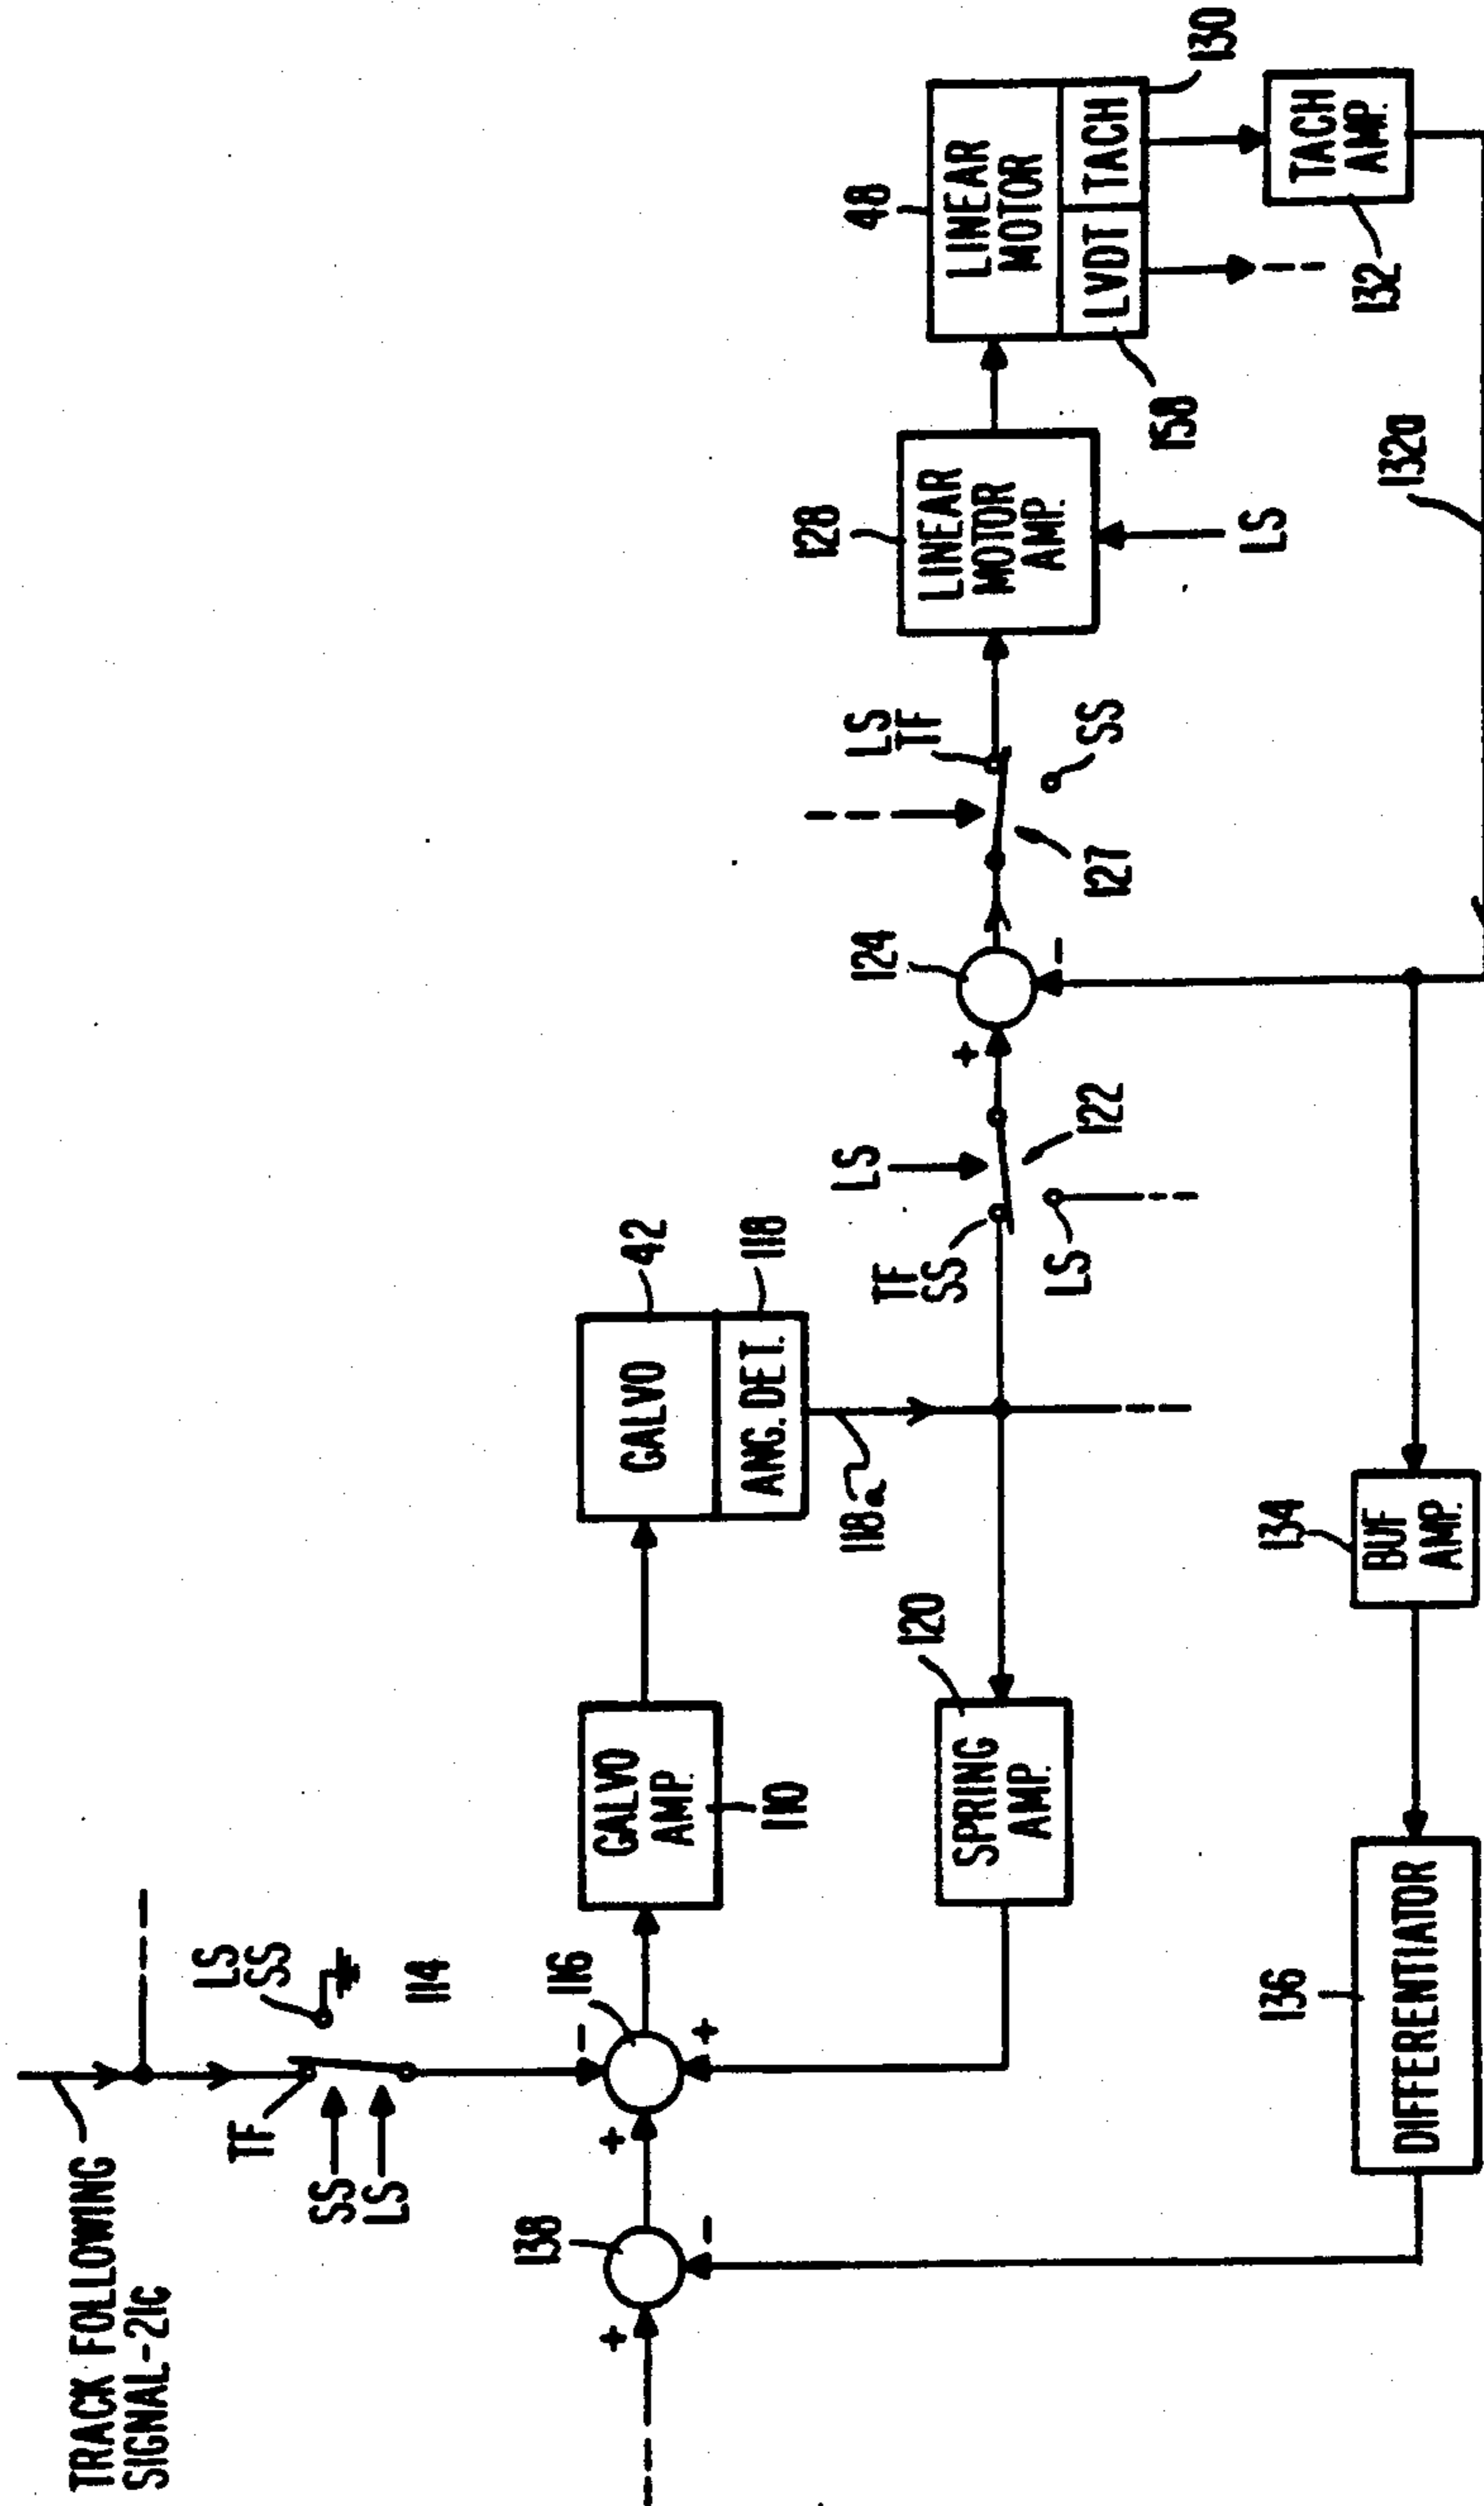 TRACK FOLLOWING
SIGNAL-21C
TF
SS
LS
LS
SS
114
138
+
-
116
-
+
+
GALVO
AMP.
110
GALVO
42
ANG. DET.
118
118a
SPRING
AMP.
120
TF
SS
LS
LS
122
+
124
-
127
LS
TF
SS
128
LINEAR
MOTOR
AMP.
LS
48
LINEAR
MOTOR
LVDT
TACH
130
158
TACH
AMP.
132
132a
134
BUF
AMP.
136
DIFFERENTIATOR